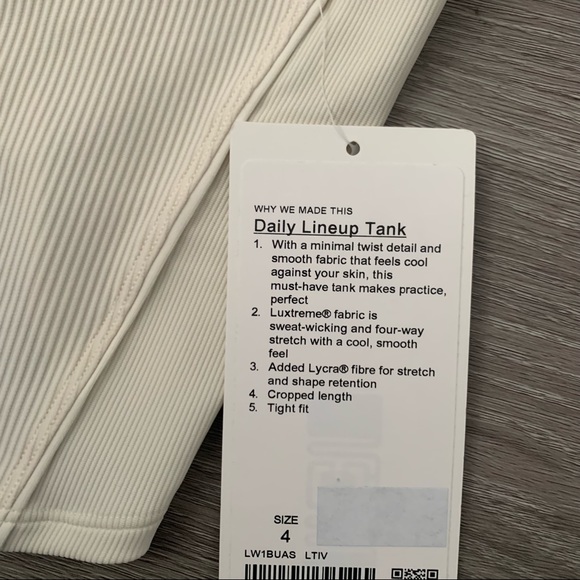 WHY WE MADE THIS
Daily Lineup Tank
1. With a minimal twist detail and
smooth fabric that feels cool
against your skin, this
must-have tank makes practice,
perfect
2. Luxtreme® fabric is
sweat-wicking and four-way
stretch with a cool, smooth
feel
3. Added Lycra® fibre for stretch
and shape retention
4. Cropped length
5. Tight fit
SIZE
4
LW1BUAS LTIV